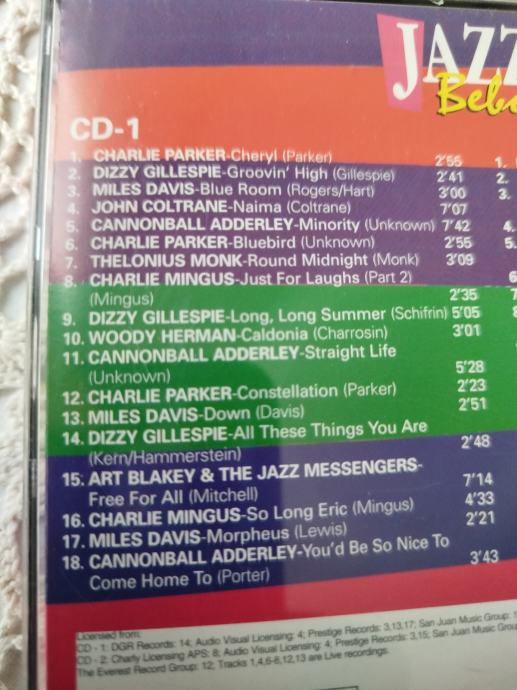 JAZZ
Beb
CD-1
1. CHARLIE PARKER-Cheryl (Parker) 2'55 1.
2. DIZZY GILLESPIE-Groovin' High (Gillespie) 2'41 2.
3. MILES DAVIS-Blue Room (Rogers/Hart) 3'00 3.
4. JOHN COLTRANE-Naima (Coltrane) 7'07
5. CANNONBALL ADDERLEY-Minority (Unknown) 7'42 4.
6. CHARLIE PARKER-Bluebird (Unknown) 2'55 5.
7. THELONIUS MONK-Round Midnight (Monk) 3'09
8. CHARLIE MINGUS-Just For Laughs (Part 2) 6
(Mingus) 2'35 7
9. DIZZY GILLESPIE-Long, Long Summer (Schifrin) 5'05 8
10. WOODY HERMAN-Caldonia (Charrosin) 3'01
11. CANNONBALL ADDERLEY-Straight Life
(Unknown) 5'28
12. CHARLIE PARKER-Constellation (Parker) 2'23
13. MILES DAVIS-Down (Davis) 2'51
14. DIZZY GILLESPIE-All These Things You Are
(Kern/Hammerstein) 2'48
15. ART BLAKEY & THE JAZZ MESSENGERS-
Free For All (Mitchell) 7'14
16. CHARLIE MINGUS-So Long Eric (Mingus) 4'33
17. MILES DAVIS-Morpheus (Lewis) 2'21
18. CANNONBALL ADDERLEY-You'd Be So Nice To
Come Home To (Porter) 3'43
Licensed from:
CD - 1: DGR Records: 14; Audio Visual Licensing: 4; Prestige Records: 3,13,17; San Juan Music Group: 1
CD - 2: Charly Licensing APS: 8; Audio Visual Licensing: 4; Prestige Records: 3,15; San Juan Music Grou
The Everest Record Group: 12; Tracks 1,4,6-8,12,13 are Live recordings.